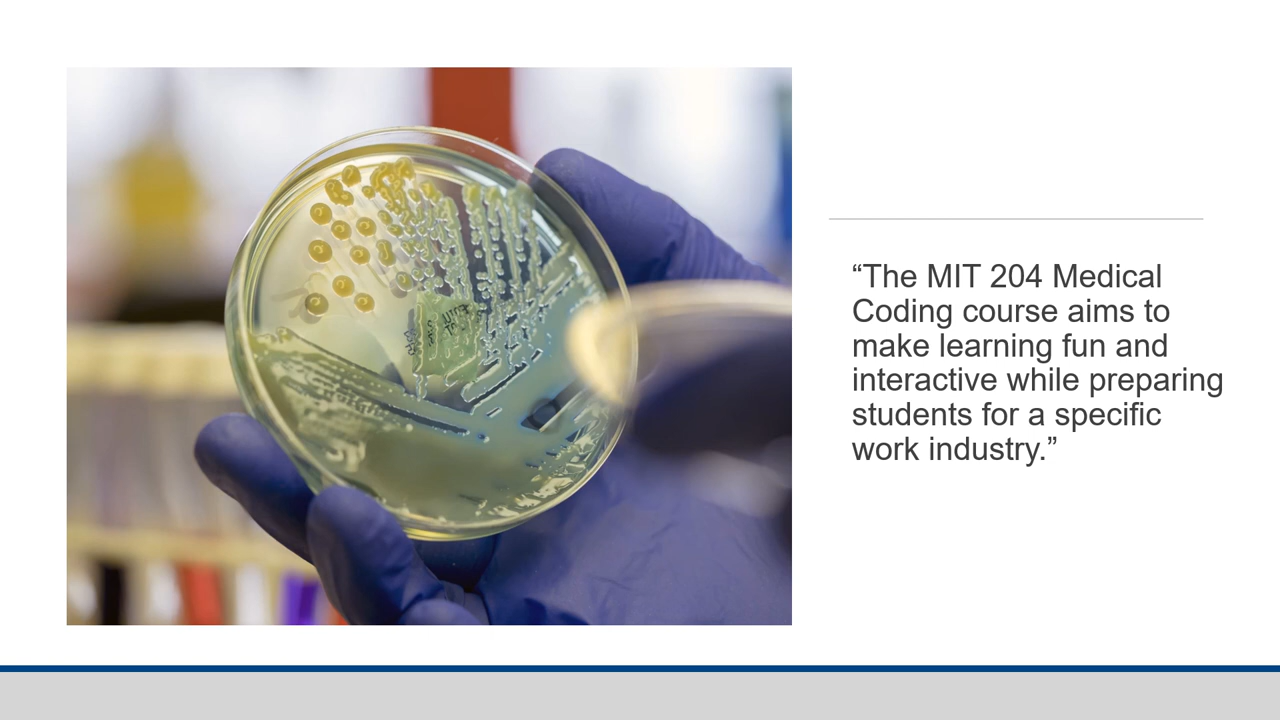 “The MIT 204 Medical
Coding course aims to
make learning fun and
interactive while preparing
students for a specific
work industry.”